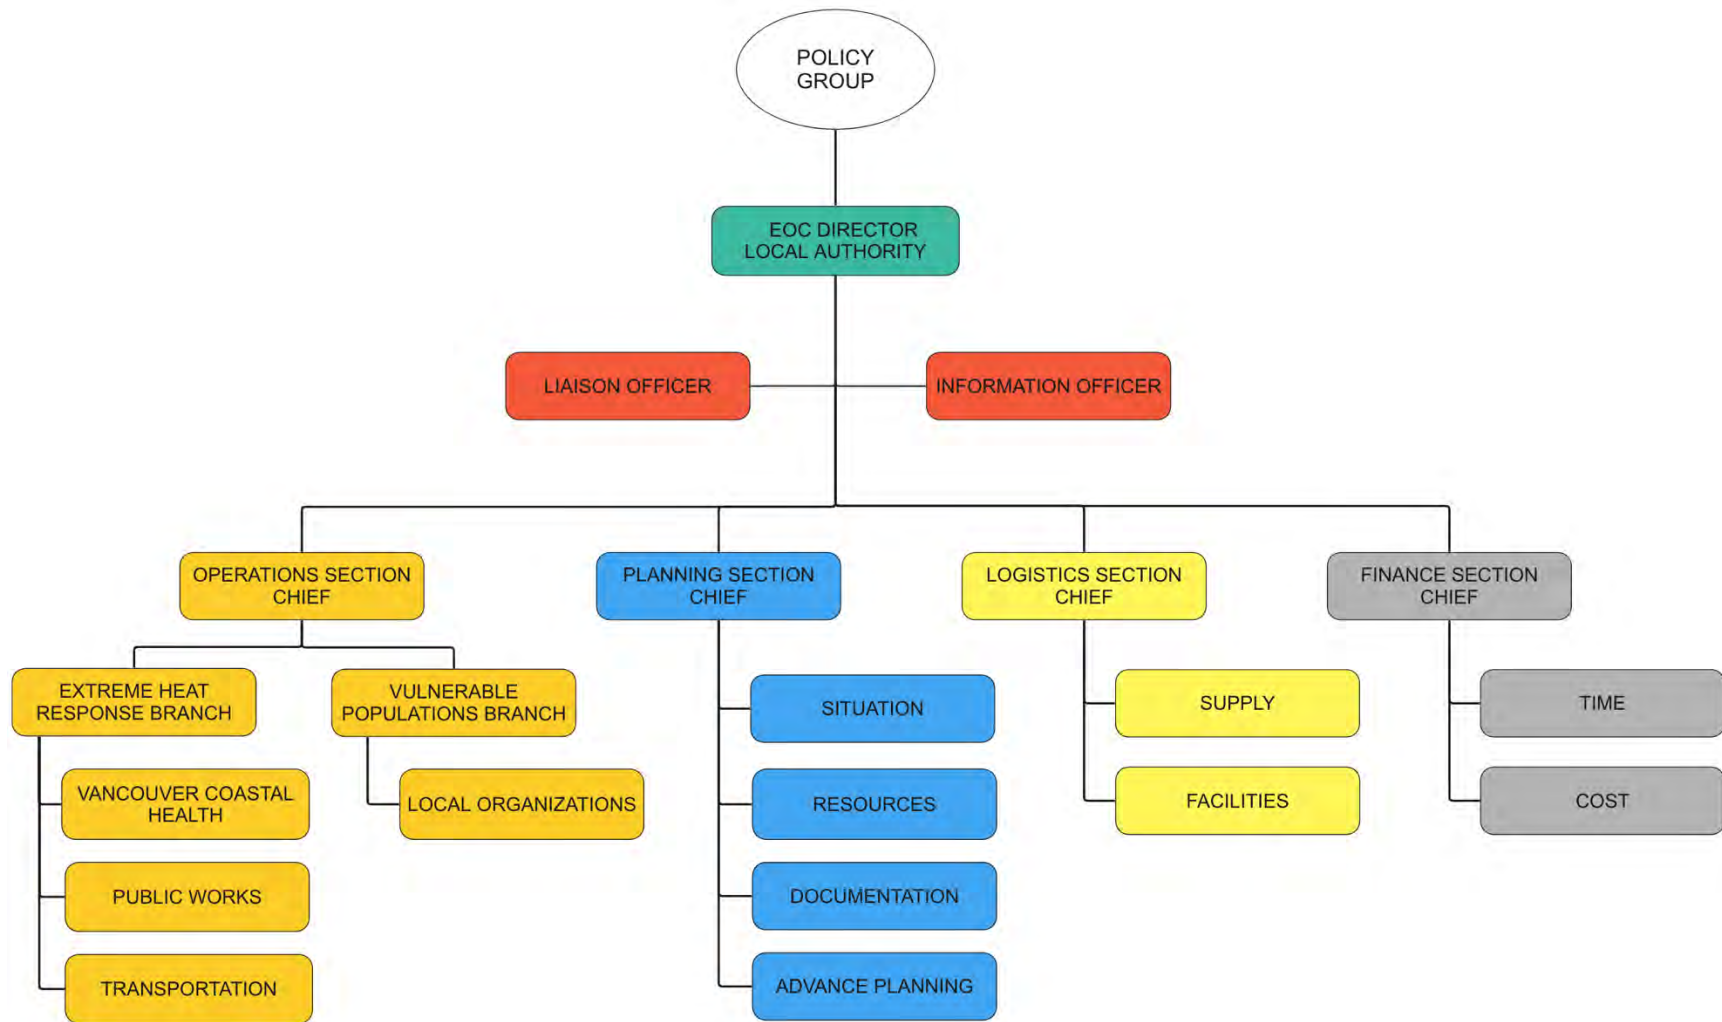 POLICY
GROUP
EOC DIRECTOR
LOCAL AUTHORITY
LIAISON OFFICER
INFORMATION OFFICER
OPERATIONS SECTION
CHIEF
PLANNING SECTION
CHIEF
LOGISTICS SECTION
CHIEF
FINANCE SECTION
CHIEF
EXTREME HEAT
RESPONSE BRANCH
VULNERABLE
POPULATIONS BRANCH
VANCOUVER COASTAL
HEALTH
PUBLIC WORKS
TRANSPORTATION
LOCAL ORGANIZATIONS
SITUATION
RESOURCES
DOCUMENTATION
ADVANCE PLANNING
SUPPLY
FACILITIES
TIME
COST